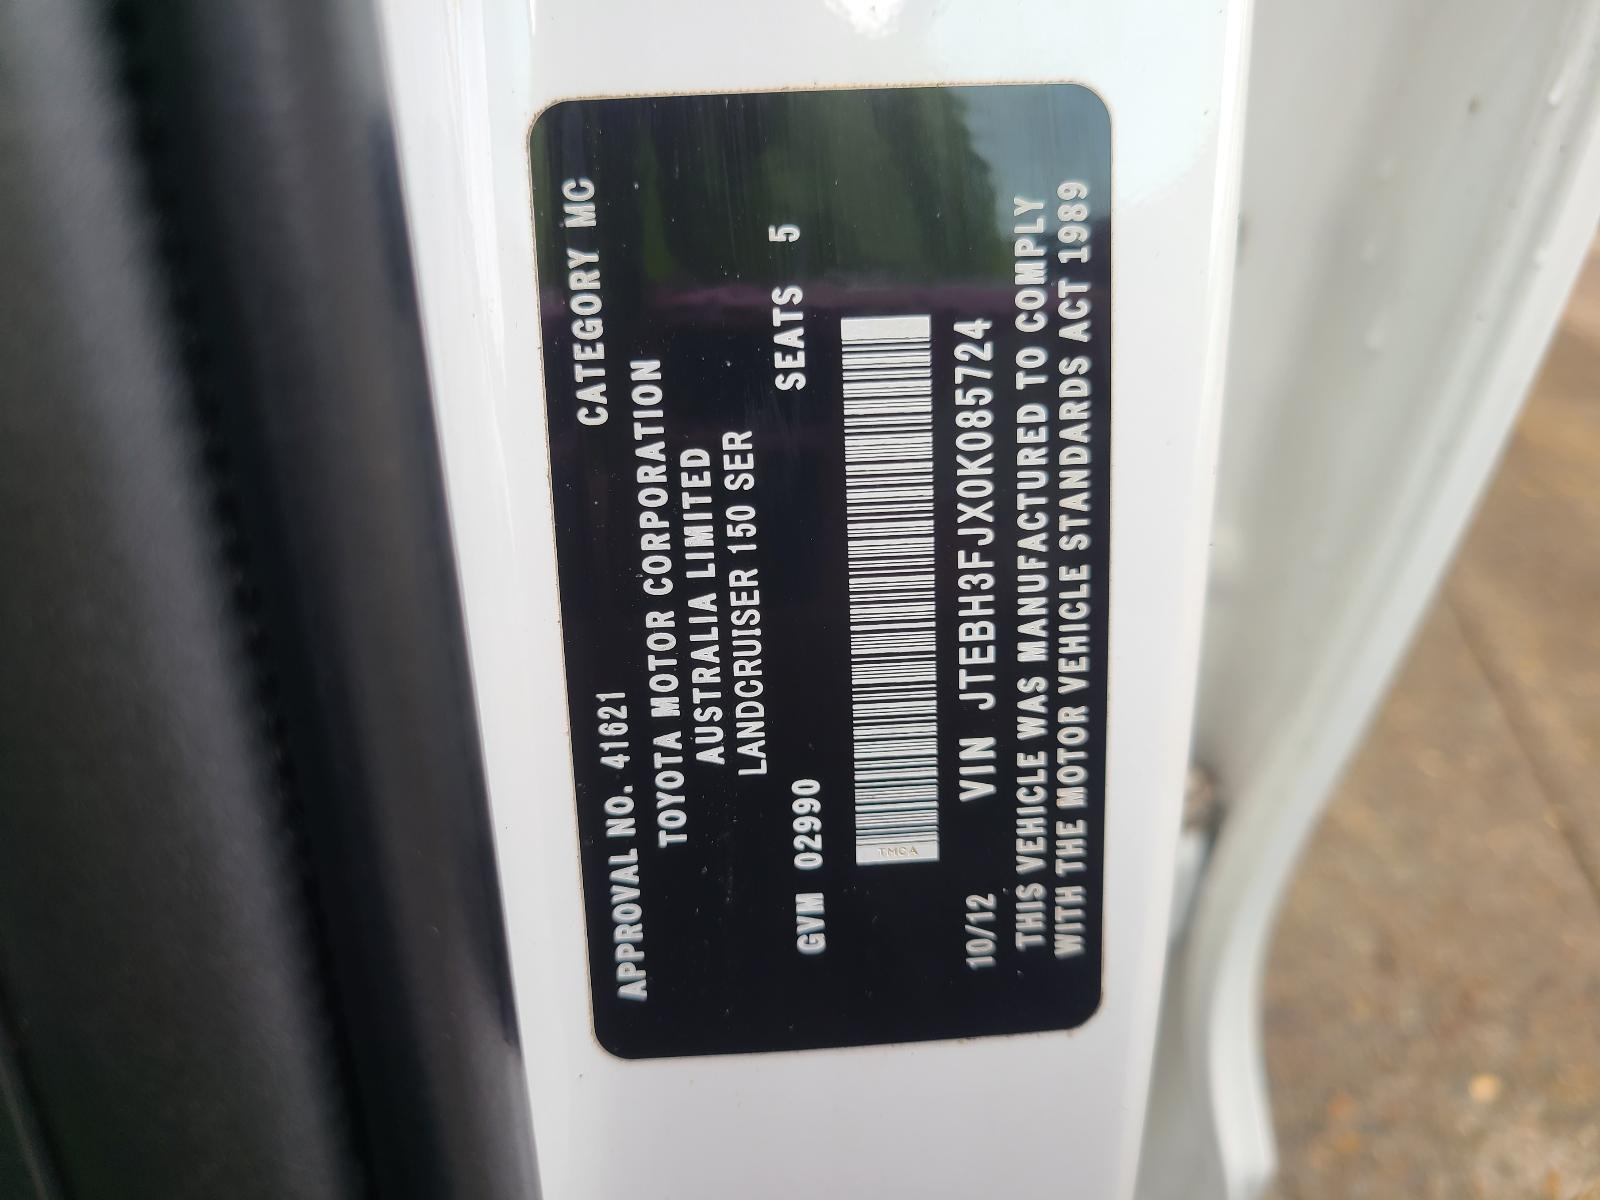 APPROVAL NO. 41621 CATEGORY MC
TOYOTA MOTOR CORPORATION
AUSTRALIA LIMITED
LANDCRUISER 150 SER
GVM 02990 SEATS 5
TMCA
10/12 VIN JTEBH3FJX0K085724
THIS VEHICLE WAS MANUFACTURED TO COMPLY
WITH THE MOTOR VEHICLE STANDARDS ACT 1989